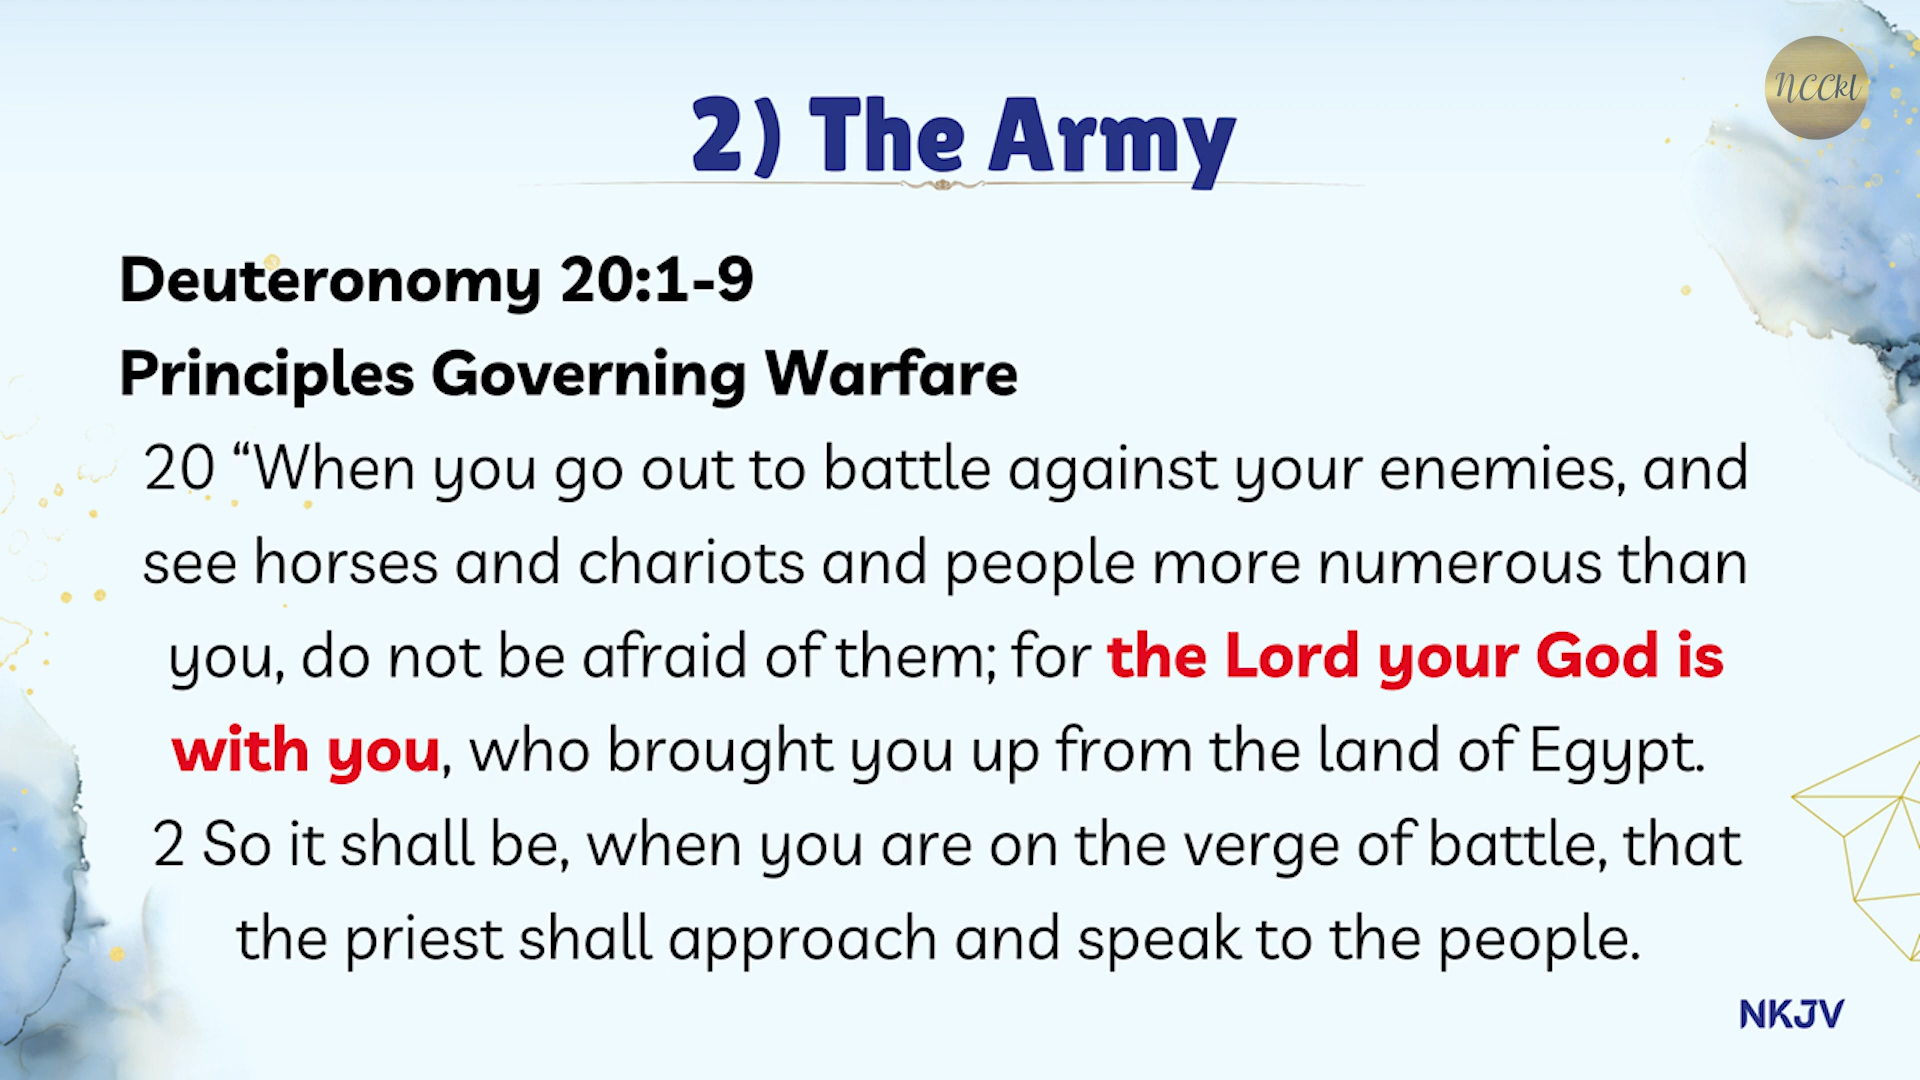 NCCkl
2) The Army
Deuteronomy 20:1-9
Principles Governing Warfare
20 “When you go out to battle against your enemies, and
see horses and chariots and people more numerous than
you, do not be afraid of them; for the Lord your God is
with you, who brought you up from the land of Egypt.
2 So it shall be, when you are on the verge of battle, that
the priest shall approach and speak to the people.
NKJV